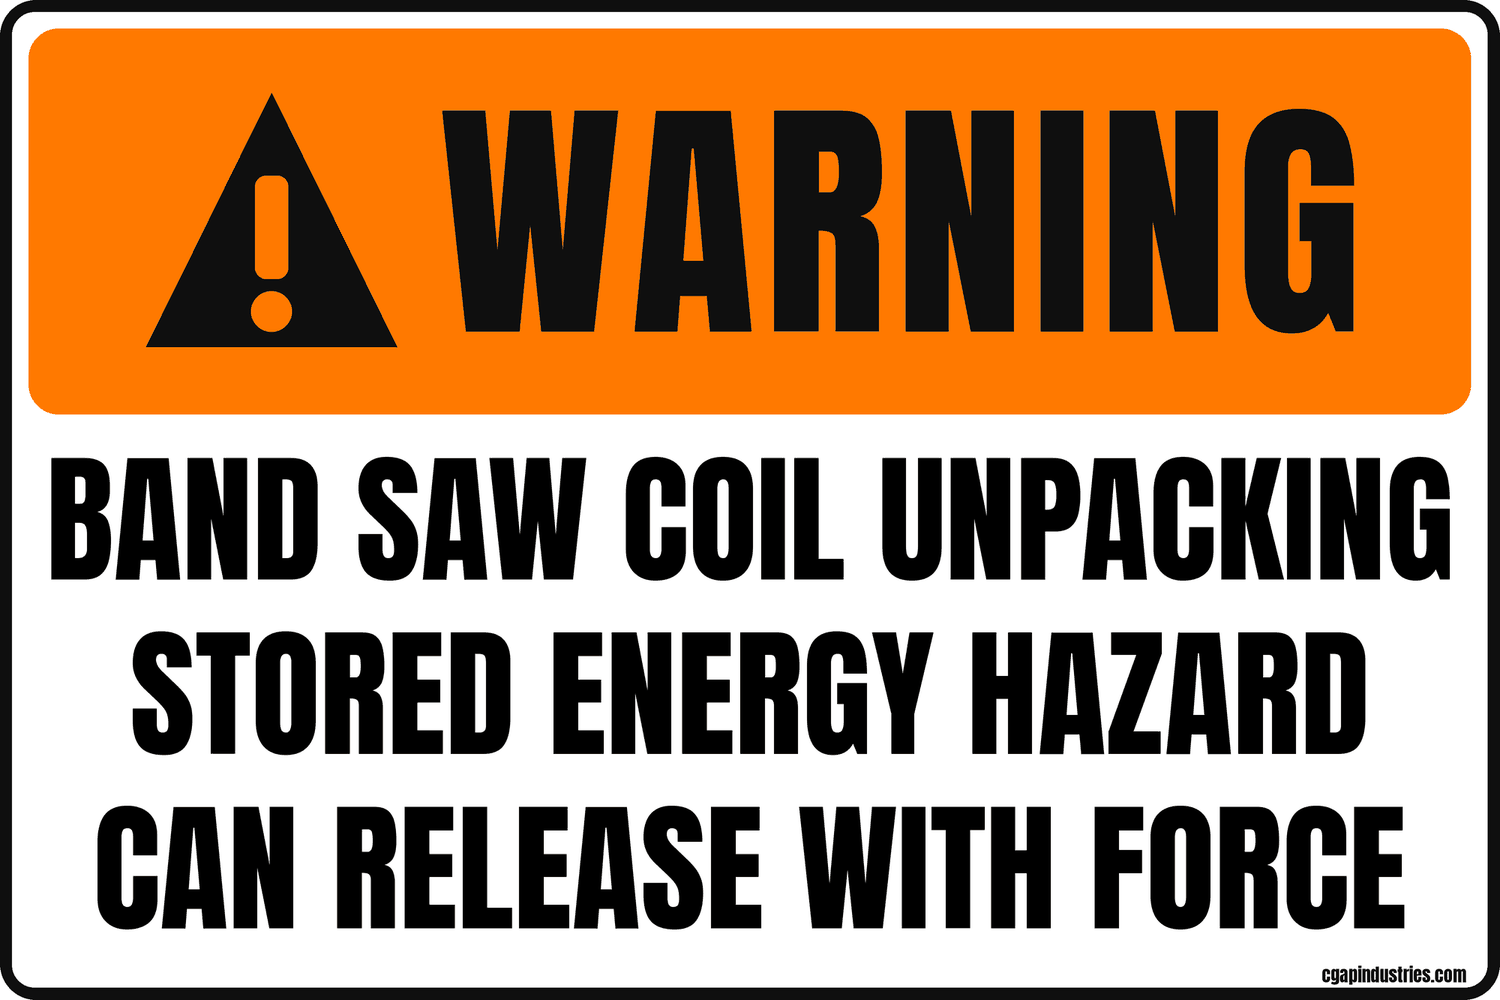 WARNING
BAND SAW COIL UNPACKING
STORED ENERGY HAZARD
CAN RELEASE WITH FORCE
cgapindustries.com